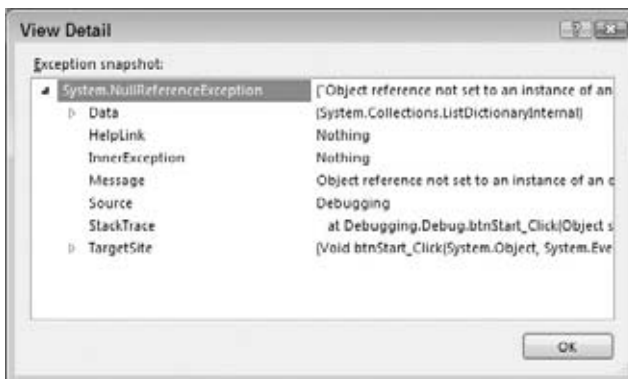 View Detail
Exception snapshot:
System.NullReferenceException {"Object reference not set to an instance of an
Data {System.Collections.ListDictionaryInternal}
HelpLink Nothing
InnerException Nothing
Message Object reference not set to an instance of an o
Source Debugging
StackTrace at Debugging.Debug.btnStart_Click(Object s
TargetSite {Void btnStart_Click(System.Object, System.Eve
OK